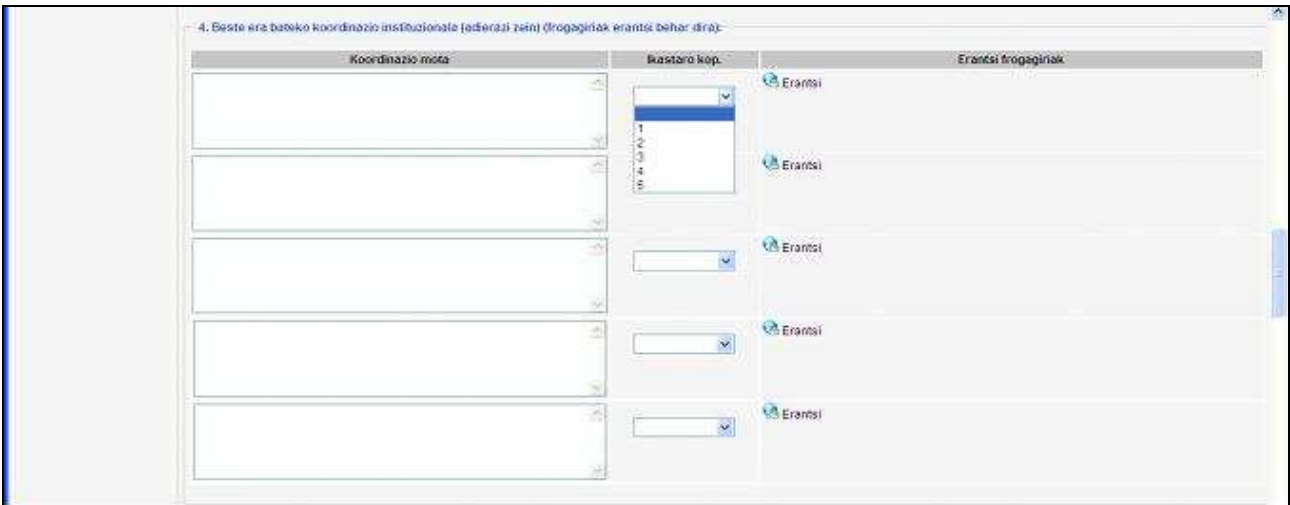 4. Beste era bateko koordinazio instituzionala (adierazi zein) (frogagiriak erantsi behar dira):
Koordinazio mota Ikastaro kop. Erantsi frogagiriak
Erantsi
1
2
3
4
5
Erantsi
Erantsi
Erantsi
Erantsi